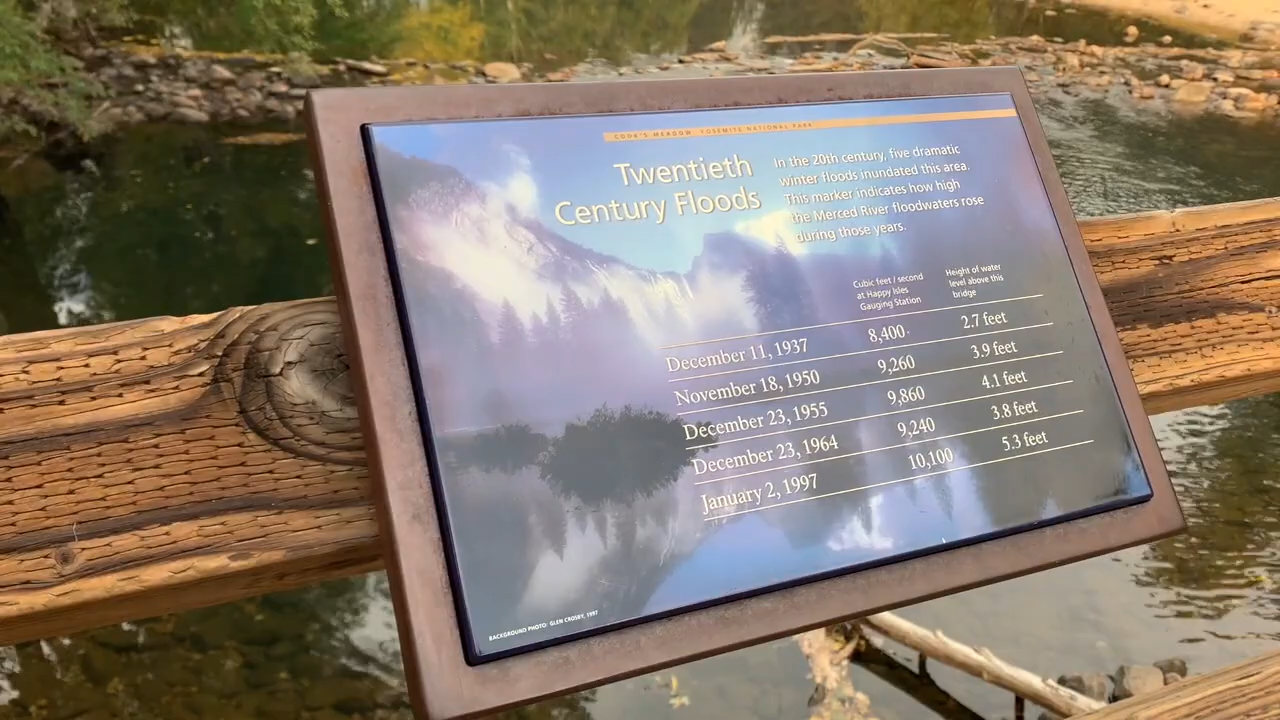 COOK'S MEADOW YOSEMITE NATIONAL PARK
Twentieth
Century Floods
In the 20th century, five dramatic
winter floods inundated this area.
This marker indicates how high
the Merced River floodwaters rose
during those years.
Cubic feet / second
at Happy Isles
Gauging Station
Height of water
level above this
bridge
December 11, 1937 8,400 2.7 feet
November 18, 1950 9,260 3.9 feet
December 23, 1955 9,860 4.1 feet
December 23, 1964 9,240 3.8 feet
January 2, 1997 10,100 5.3 feet
BACKGROUND PHOTO: GLEN CROSBY, 1997